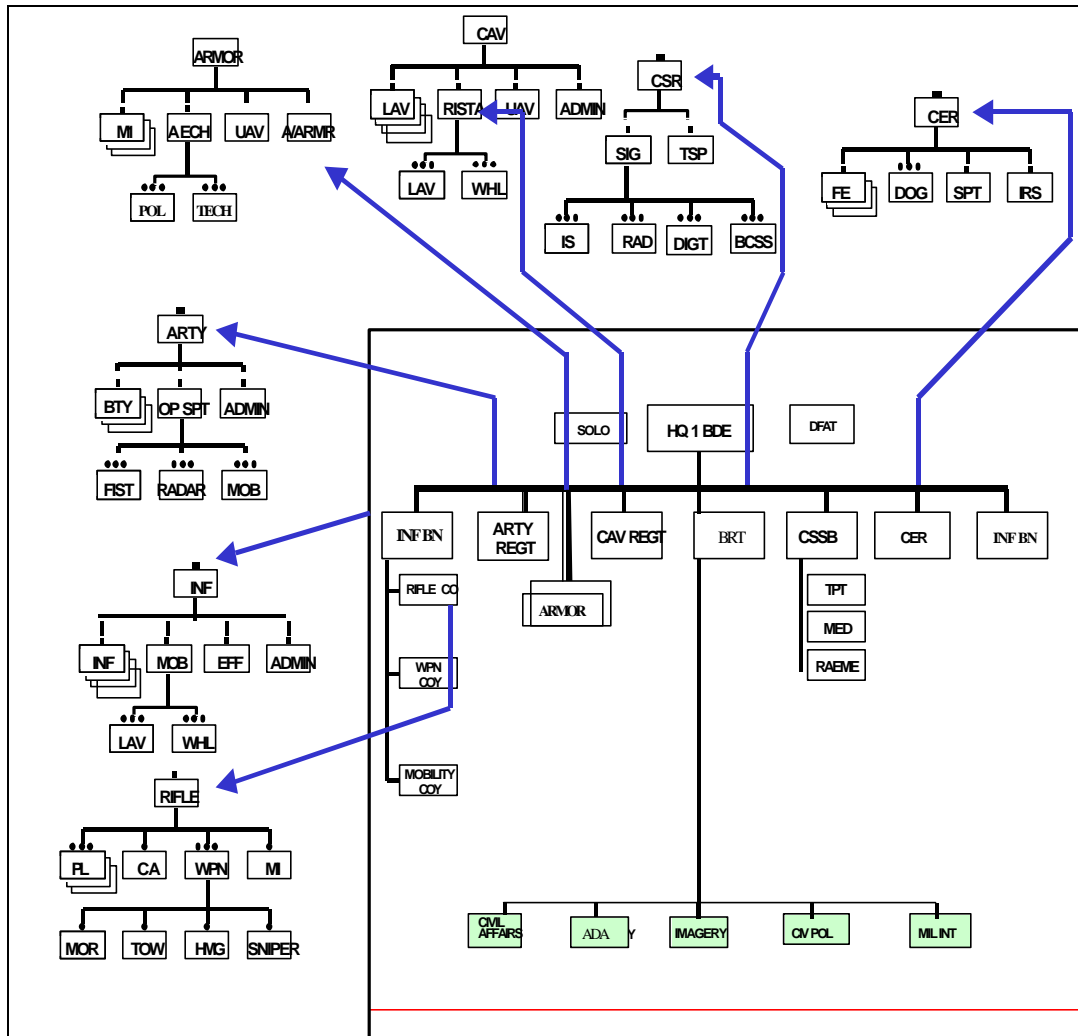 ARMOR
MI
AECH
UAV
A/ARMR
POL
TECH
CAV
LAV
RISTA
UAV
ADMIN
LAV
WHL
CSR
SIG
TSP
IS
RAD
DIGT
BCSS
CER
FE
DOG
SPT
IRS
ARTY
BTY
OP SPT
ADMIN
FIST
RADAR
MOB
INF
INF
MOB
EFF
ADMIN
LAV
WHL
RIFLE
PL
CA
WPN
MI
MOR
TOW
HMG
SNIPER
SOLO
HQ 1 BDE
DFAT
INF BN
ARTY
REGT
CAV REGT
BRT
CSSB
CER
INF BN
RIFLE CO
WPN
COY
MOBILITY
COY
ARMOR
TPT
MED
RAEME
CIVIL
AFFAIRS
ADA Y
IMAGERY
CIV POL
MIL INT